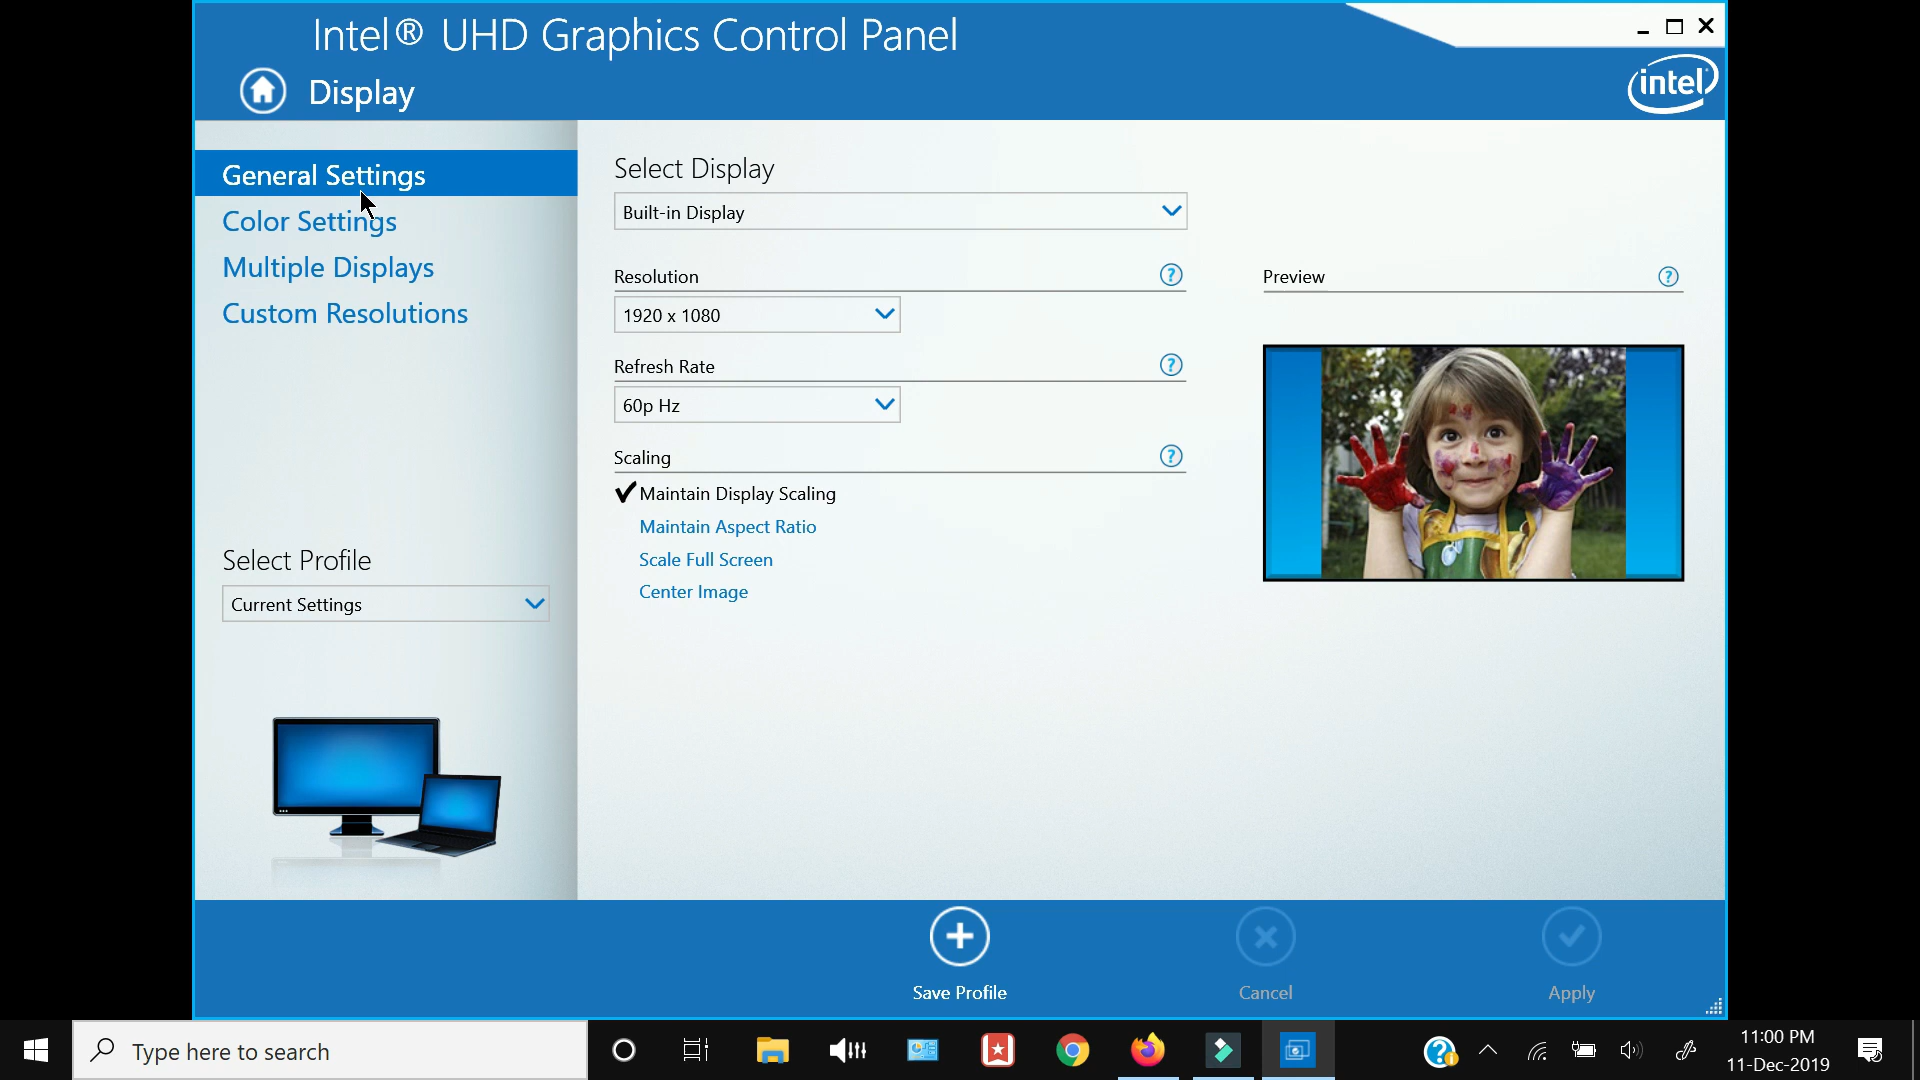 Intel® UHD Graphics Control Panel
Display
intel
General Settings
Color Settings
Multiple Displays
Custom Resolutions
Select Profile
Current Settings
Select Display
Built-in Display
Resolution
?
1920 x 1080
Refresh Rate
?
60p Hz
Scaling
?
Maintain Display Scaling
Maintain Aspect Ratio
Scale Full Screen
Center Image
Preview
?
Save Profile
Cancel
Apply
Type here to search
11:00 PM
11-Dec-2019